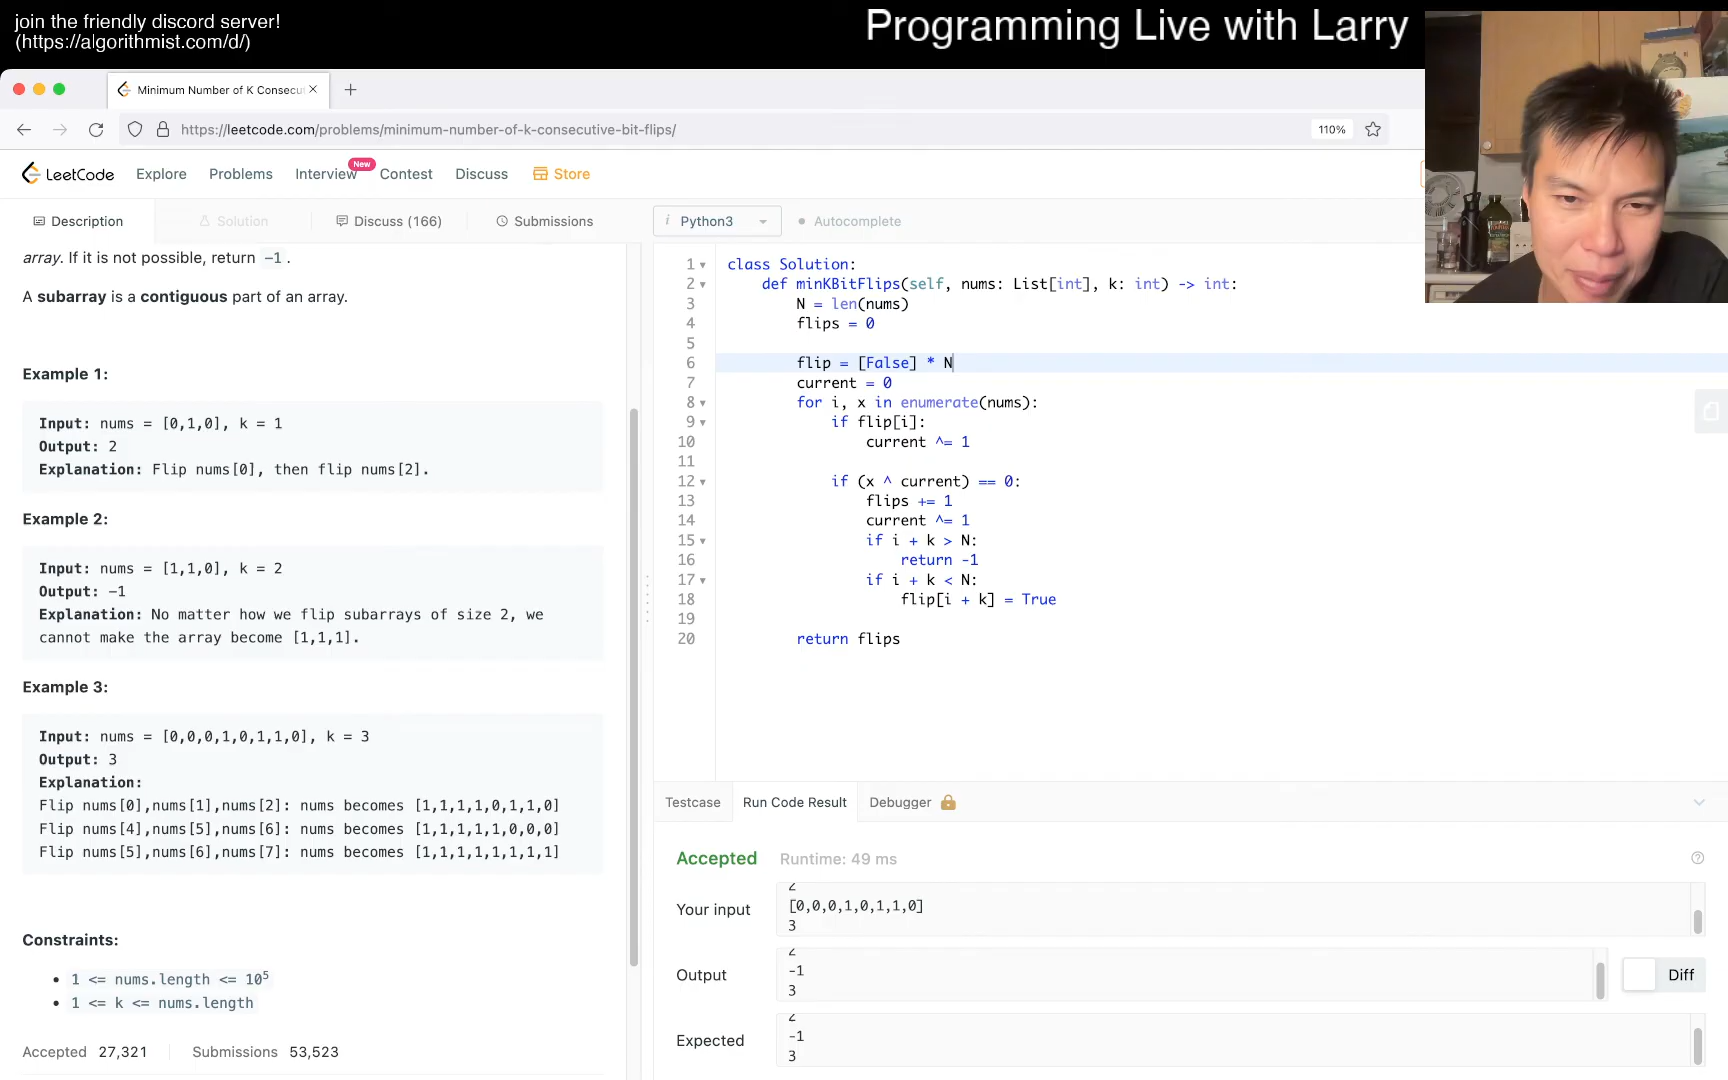 join the friendly discord server!
(https://algorithmist.com/d/)
Programming Live with Larry
Minimum Number of K Consecu
https://leetcode.com/problems/minimum-number-of-k-consecutive-bit-flips/
110%
LeetCode
Explore
Problems
Interview
New
Contest
Discuss
Store
Description
Solution
Discuss (166)
Submissions
i Python3
Autocomplete
array. If it is not possible, return -1 .
A subarray is a contiguous part of an array.
Example 1:
Input: nums = [0,1,0], k = 1
Output: 2
Explanation: Flip nums[0], then flip nums[2].
Example 2:
Input: nums = [1,1,0], k = 2
Output: -1
Explanation: No matter how we flip subarrays of size 2, we
cannot make the array become [1,1,1].
Example 3:
Input: nums = [0,0,0,1,0,1,1,0], k = 3
Output: 3
Explanation:
Flip nums[0],nums[1],nums[2]: nums becomes [1,1,1,1,0,1,1,0]
Flip nums[4],nums[5],nums[6]: nums becomes [1,1,1,1,1,0,0,0]
Flip nums[5],nums[6],nums[7]: nums becomes [1,1,1,1,1,1,1,1]
Constraints:
1 <= nums.length <= 10⁵
1 <= k <= nums.length
Accepted 27,321
Submissions 53,523
1 class Solution:
2 def minKBitFlips(self, nums: List[int], k: int) -> int:
3 N = len(nums)
4 flips = 0
5
6 flip = [False] * N
7 current = 0
8 for i, x in enumerate(nums):
9 if flip[i]:
10 current ^= 1
11
12 if (x ^ current) == 0:
13 flips += 1
14 current ^= 1
15 if i + k > N:
16 return -1
17 if i + k < N:
18 flip[i + k] = True
19
20 return flips
Testcase
Run Code Result
Debugger
Accepted
Runtime: 49 ms
Your input
2
[0,0,0,1,0,1,1,0]
3
Output
2
-1
3
Diff
Expected
2
-1
3